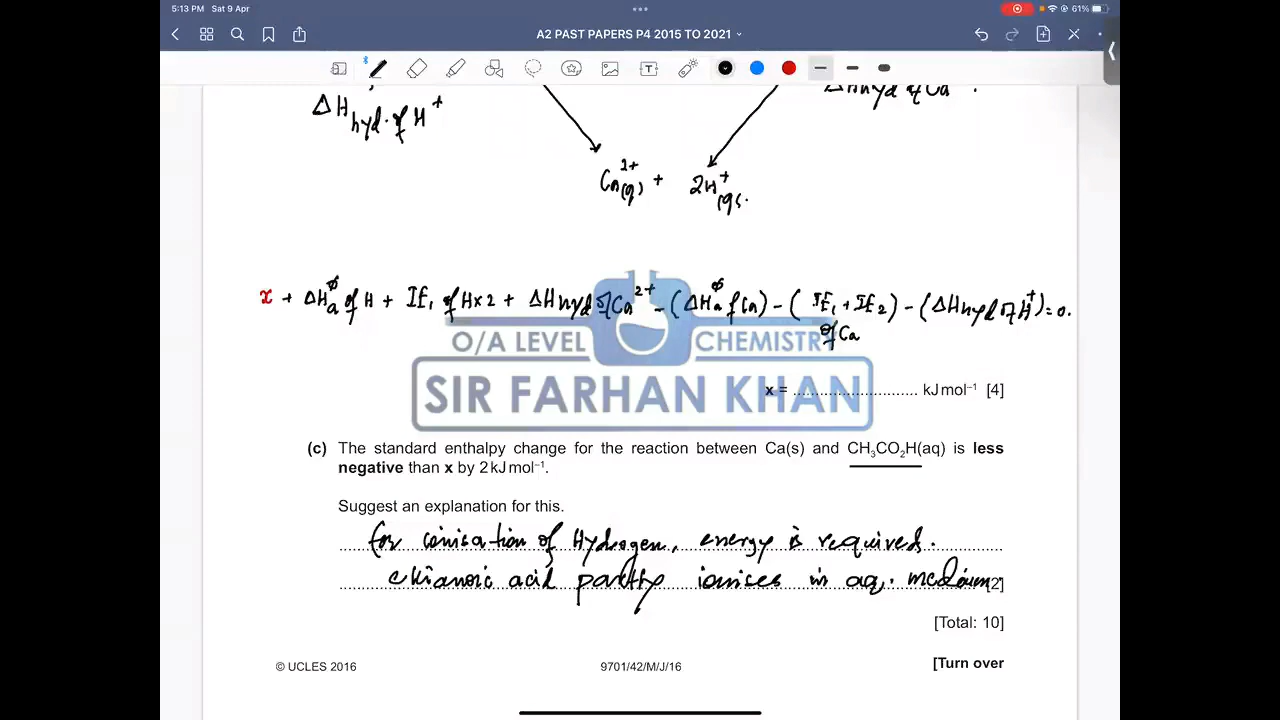 5:13 PM Sat 9 Apr
61%
A2 PAST PAPERS P4 2015 TO 2021
T
ΔH hyd. of H+
ΔHhyd of Ca
Ca2+(aq) + 2H+(aq).
x + ΔHa⦵ of H + IE1 of H×2 + ΔHhyd of Ca2+ - (ΔHa⦵ of Ca) - (IE1 + IE2) - (ΔHhyd of H+) = 0.
of Ca
O/A LEVEL CHEMISTRY
x = .............................. kJ mol–1 [4]
SIR FARHAN KHAN
(c) The standard enthalpy change for the reaction between Ca(s) and CH3CO2H(aq) is less
negative than x by 2 kJ mol–1.
Suggest an explanation for this.
for ionisation of Hydrogen, energy is required.
ethanoic acid partly ionises in aq. medium. [2]
[Total: 10]
© UCLES 2016 9701/42/M/J/16 [Turn over